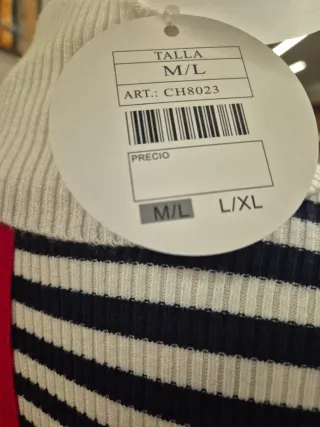 TALLA
M/L
ART.: CH8023
PRECIO
M/L L/XL